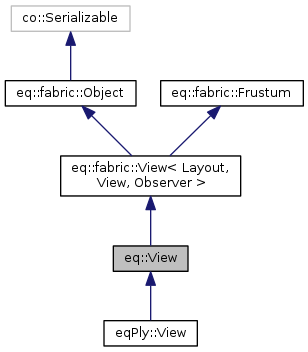 co::Serializable
eq::fabric::Object
eq::fabric::Frustum
eq::fabric::View< Layout,
View, Observer >
eq::View
eqPly::View